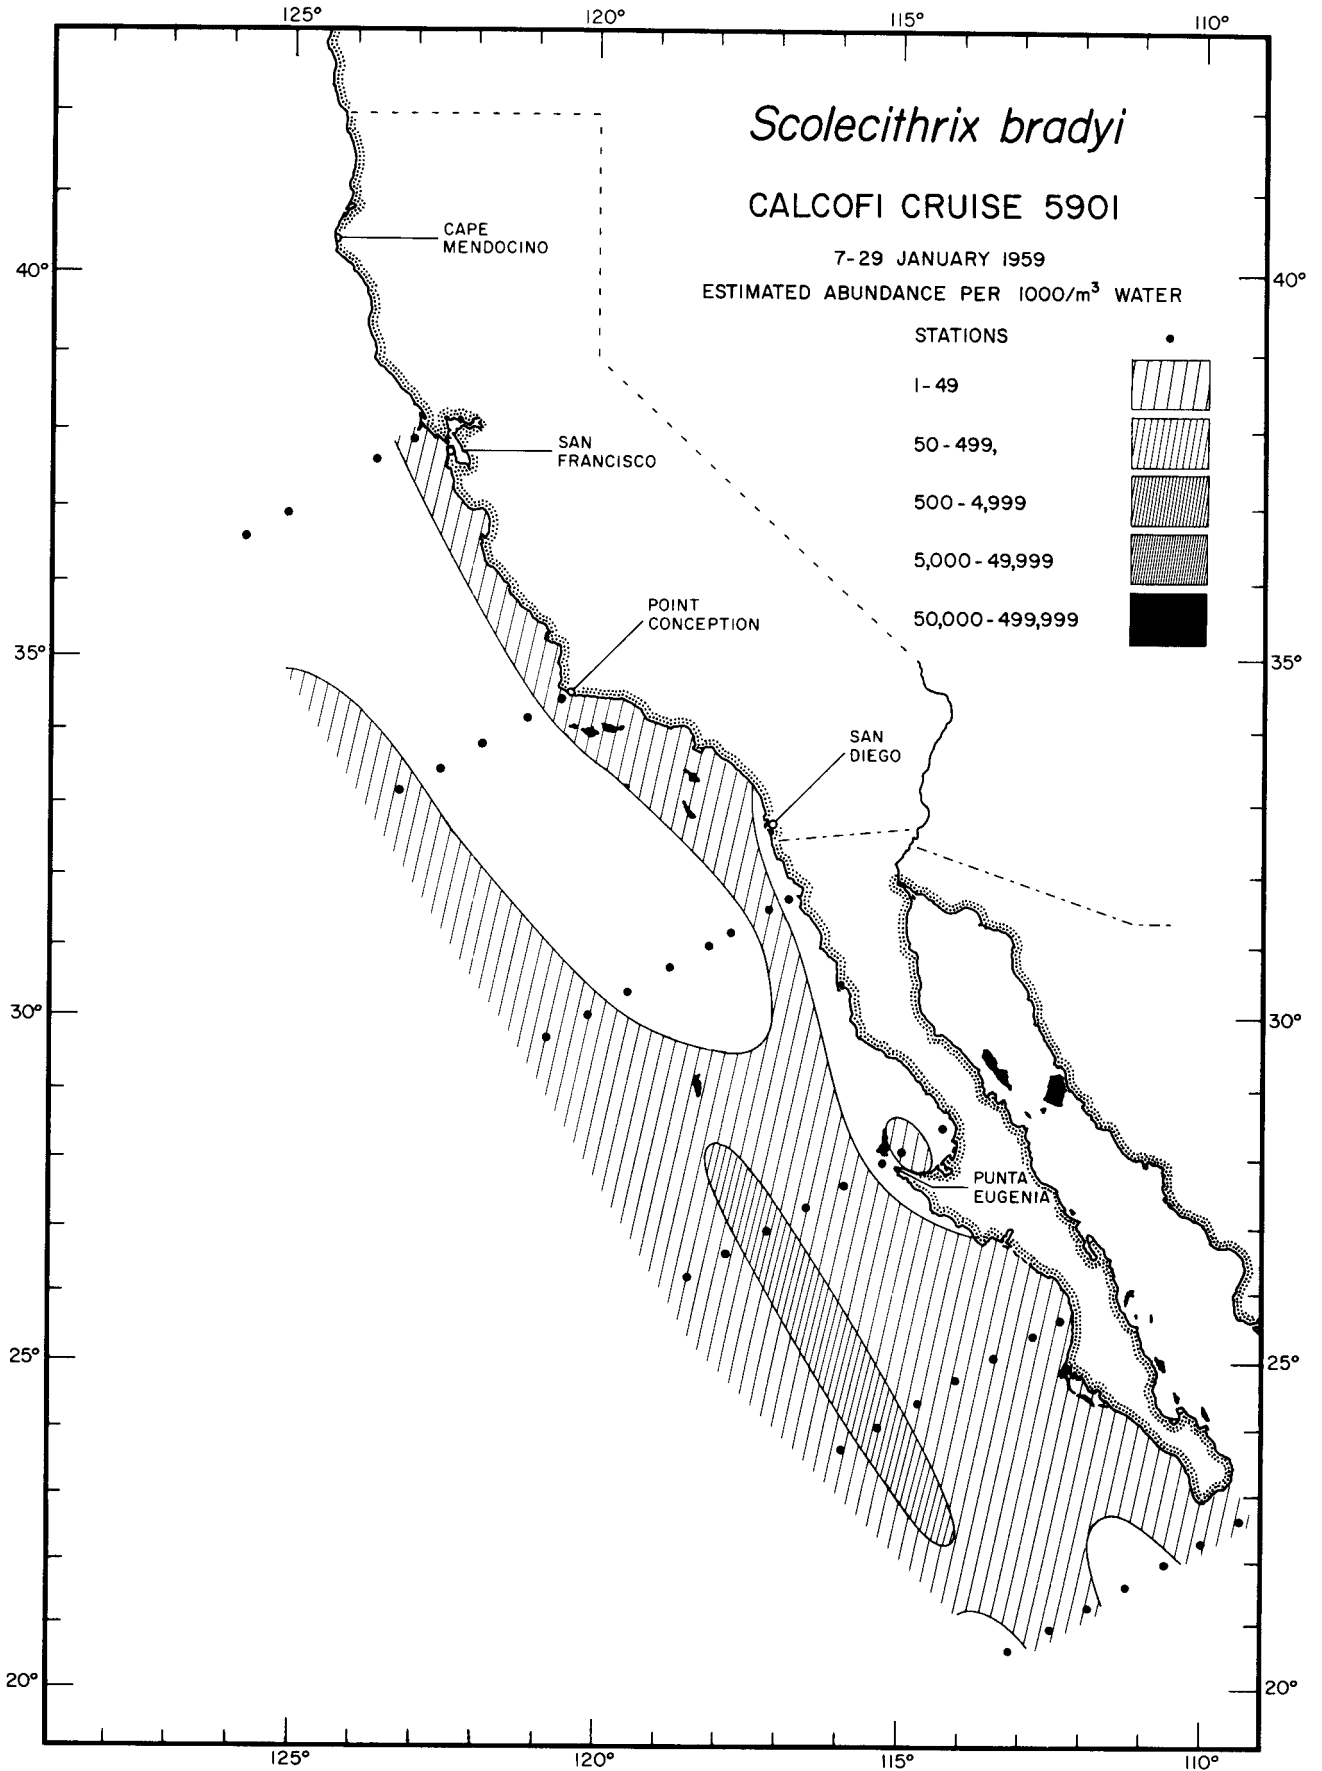 125° 120° 115° 110°
Scolecithrix bradyi
CALCOFI CRUISE 5901
7-29 JANUARY 1959
ESTIMATED ABUNDANCE PER 1000/m³ WATER
STATIONS
1-49
50-499,
500-4,999
5,000-49,999
50,000-499,999
CAPE
MENDOCINO
40° 40°
SAN
FRANCISCO
POINT
CONCEPTION
35° 35°
SAN
DIEGO
30° 30°
PUNTA
EUGENIA
25° 25°
20° 20°
125° 120° 115° 110°